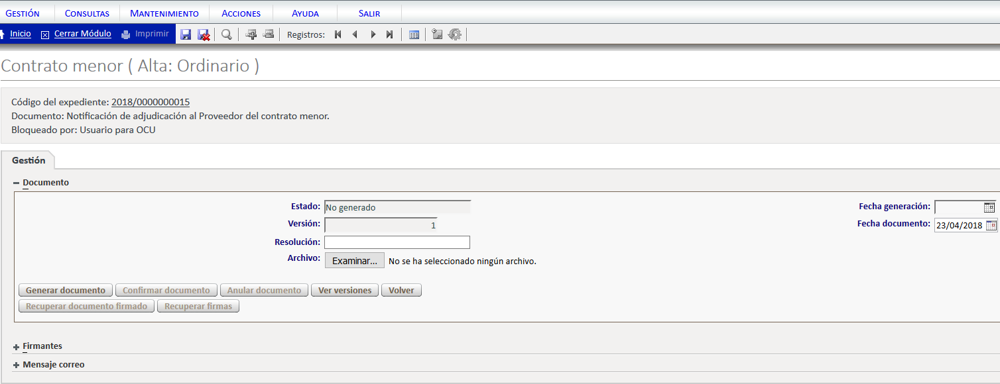 Gestión Consultas Mantenimiento Acciones Ayuda Salir
Inicio Cerrar Módulo Imprimir Registros:
Contrato menor ( Alta: Ordinario )
Código del expediente: 2018/0000000015
Documento: Notificación de adjudicación al Proveedor del contrato menor.
Bloqueado por: Usuario para OCU
Gestión
Documento
Estado: No generado Fecha generación:
Versión: 1 Fecha documento: 23/04/2018
Resolución:
Archivo: Examinar... No se ha seleccionado ningún archivo.
Generar documento Confirmar documento Anular documento Ver versiones Volver
Recuperar documento firmado Recuperar firmas
Firmantes
Mensaje correo